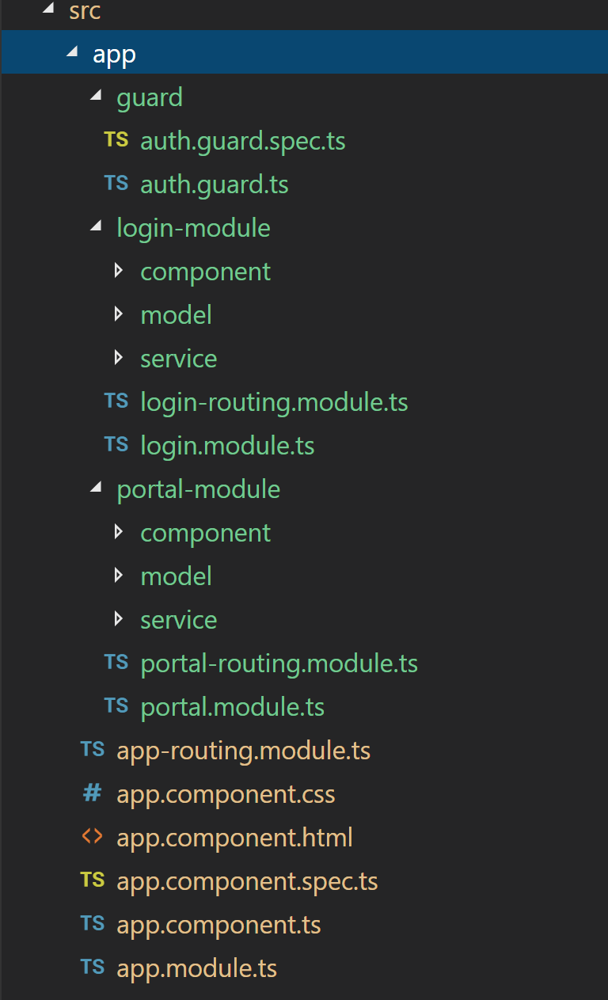 src
app
guard
TS auth.guard.spec.ts
TS auth.guard.ts
login-module
component
model
service
TS login-routing.module.ts
TS login.module.ts
portal-module
component
model
service
TS portal-routing.module.ts
TS portal.module.ts
TS app-routing.module.ts
# app.component.css
<> app.component.html
TS app.component.spec.ts
TS app.component.ts
TS app.module.ts